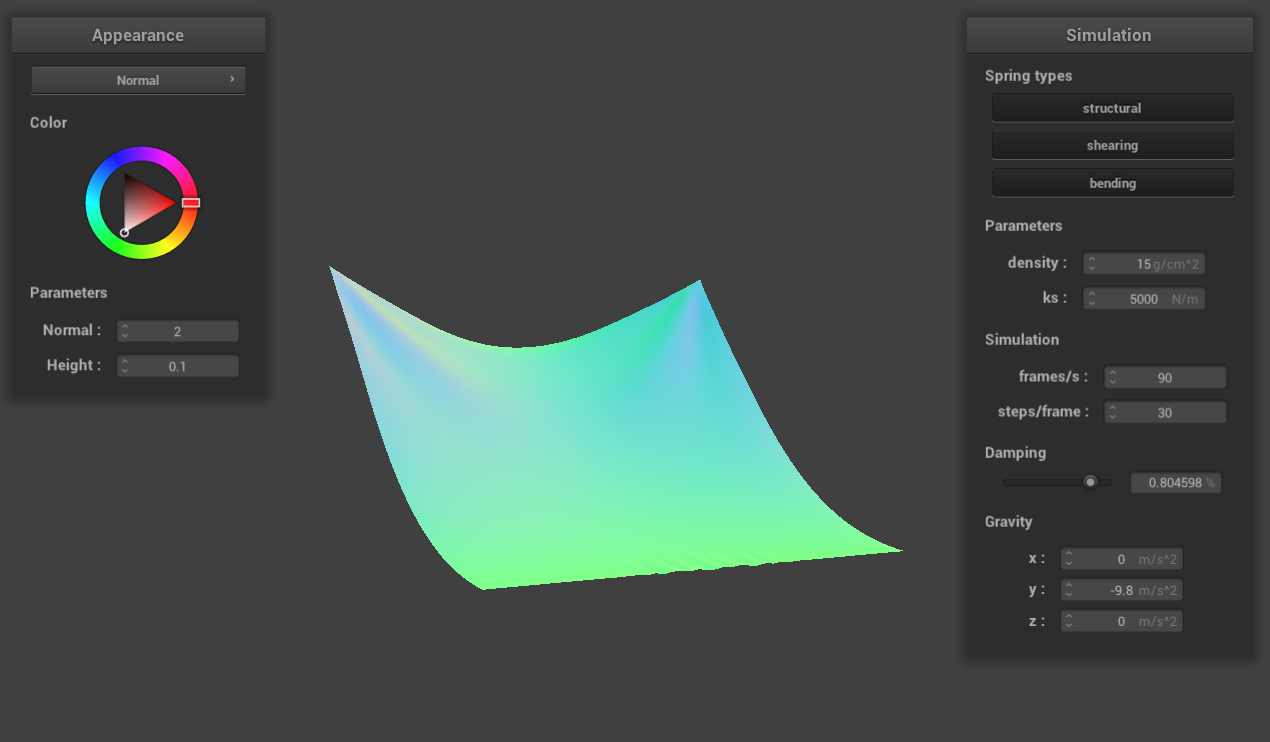 Appearance
Normal
Color
Parameters
Normal : 2
Height : 0.1
Simulation
Spring types
structural
shearing
bending
Parameters
density : 15 g/cm^2
ks : 5000 N/m
Simulation
frames/s : 90
steps/frame : 30
Damping
0.804598 %
Gravity
x : 0 m/s^2
y : -9.8 m/s^2
z : 0 m/s^2